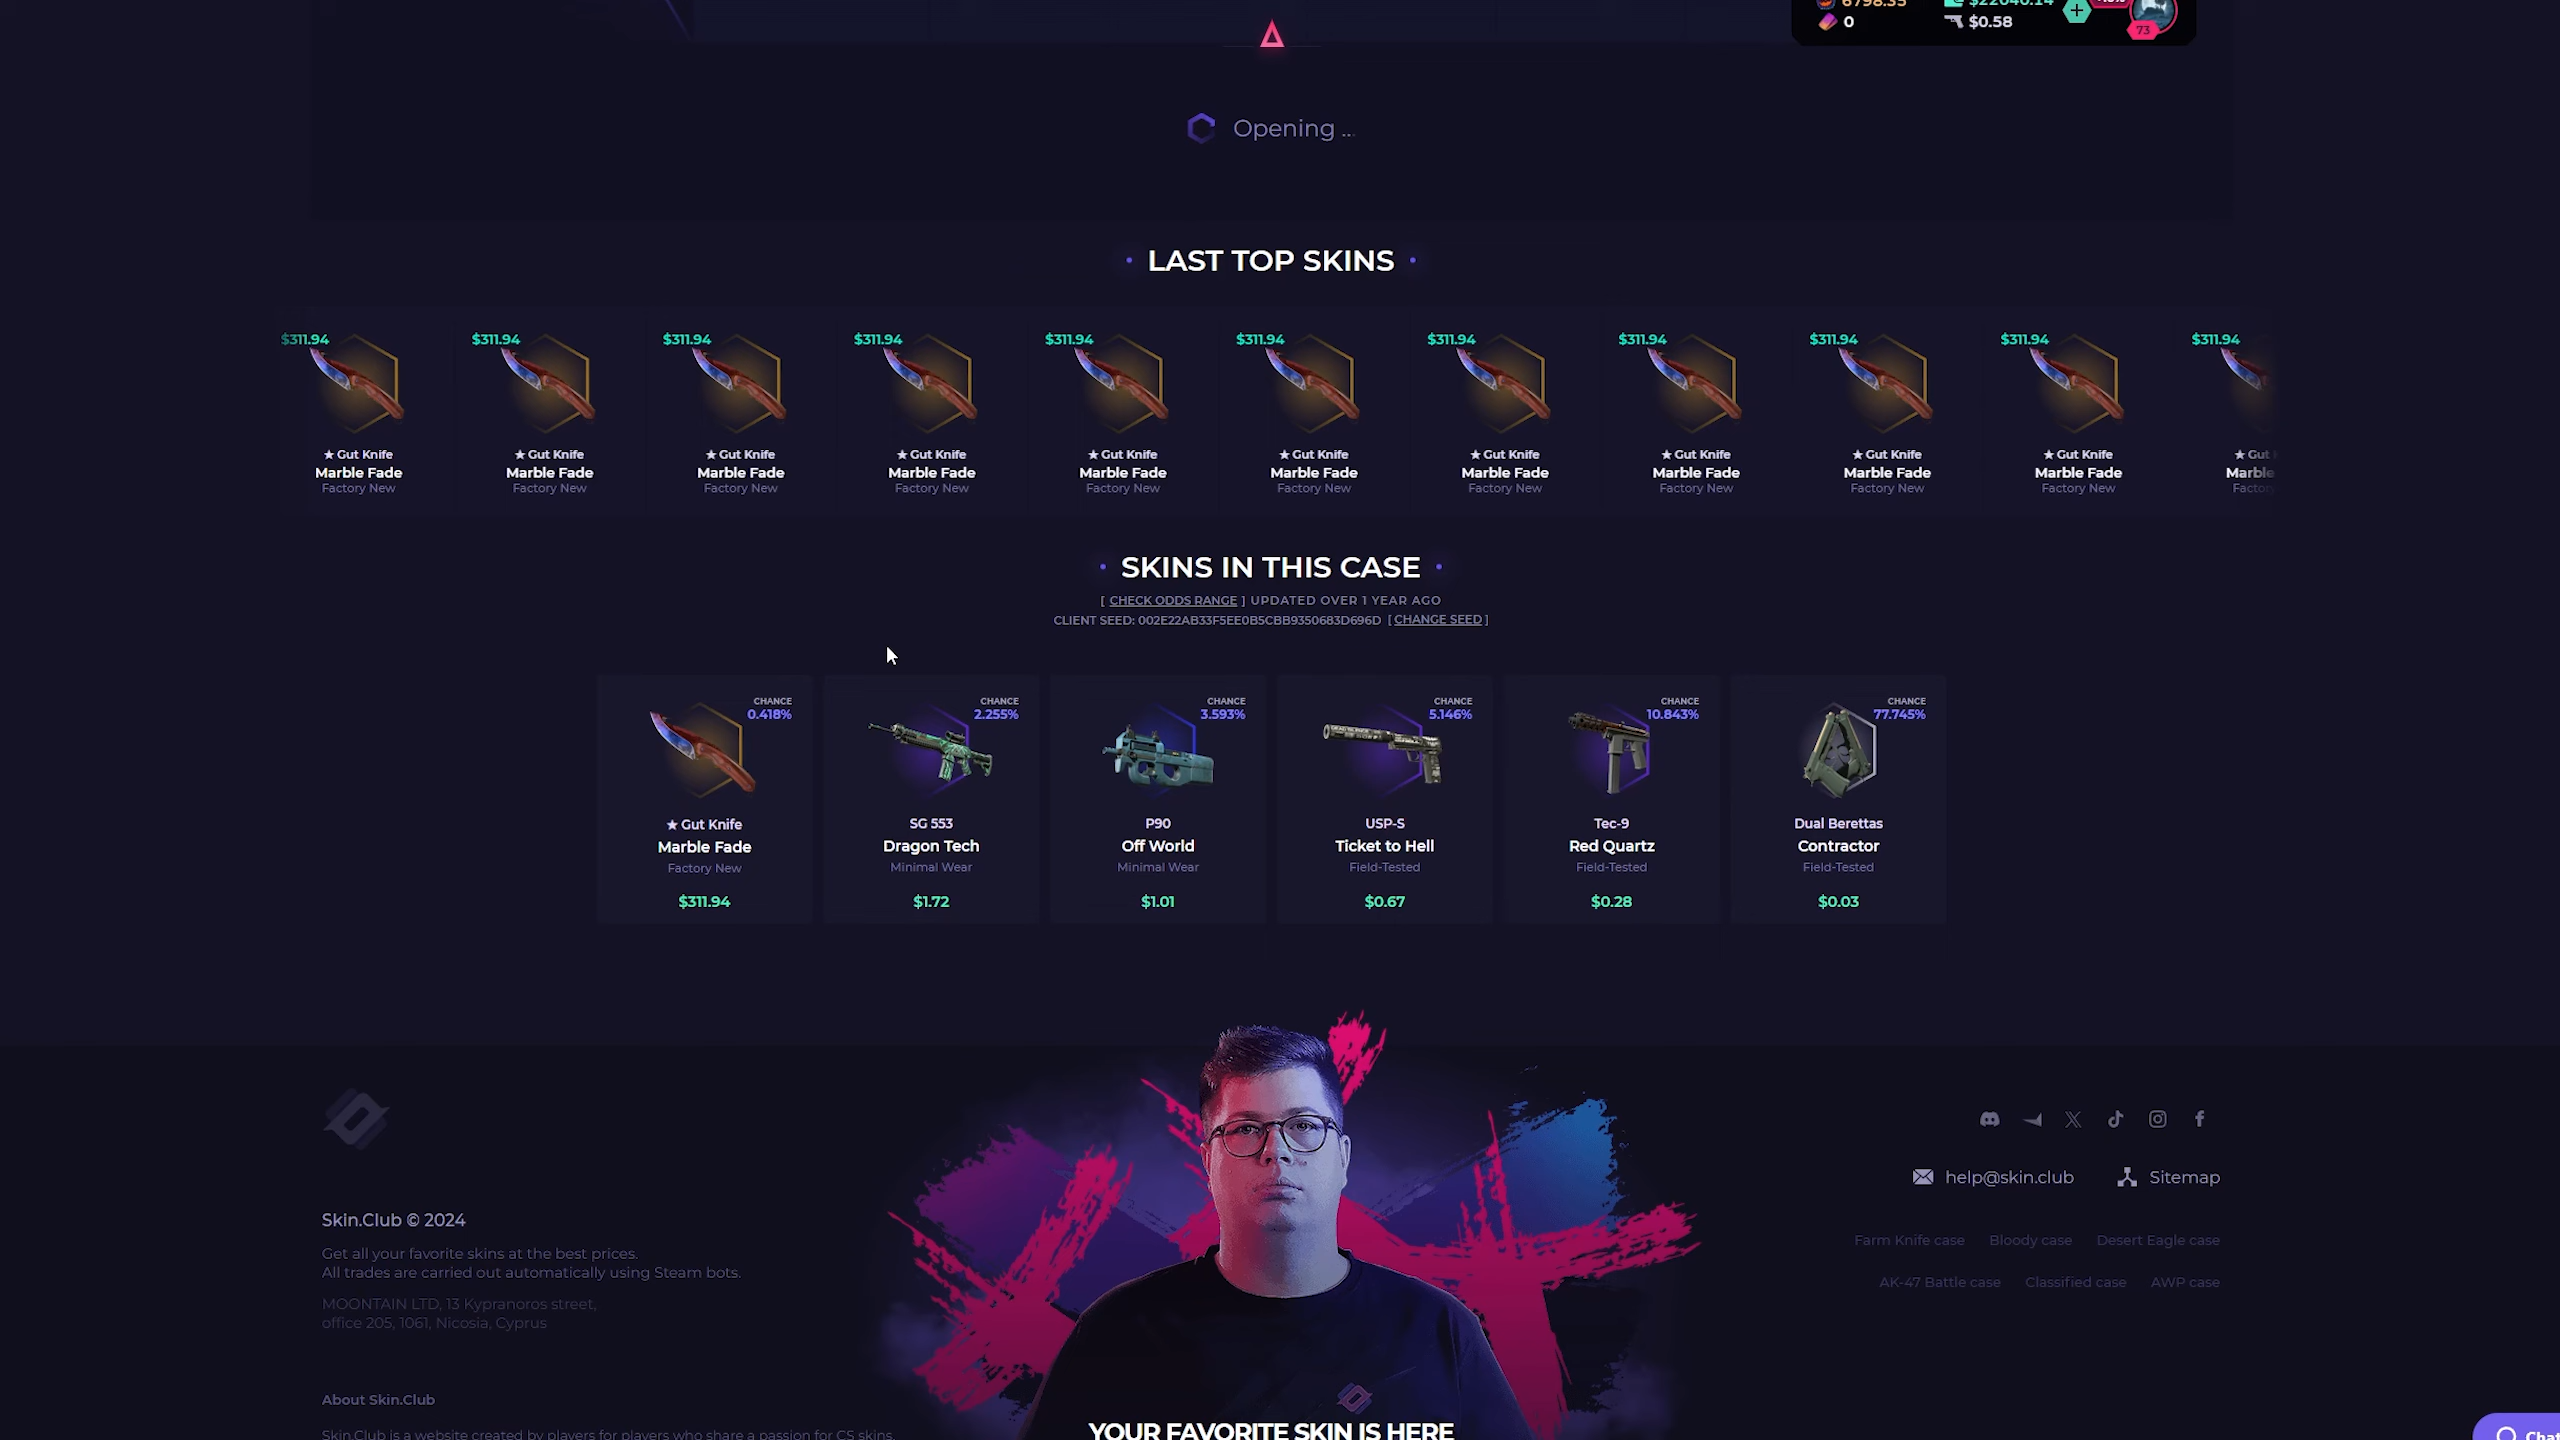 6798.35 $22040.14
0 $0.58
73
Opening ...
LAST TOP SKINS
$311.94 $311.94 $311.94 $311.94 $311.94 $311.94 $311.94 $311.94 $311.94 $311.94 $311.94
★ Gut Knife ★ Gut Knife ★ Gut Knife ★ Gut Knife ★ Gut Knife ★ Gut Knife ★ Gut Knife ★ Gut Knife ★ Gut Knife ★ Gut Knife ★ Gut
Marble Fade Marble Fade Marble Fade Marble Fade Marble Fade Marble Fade Marble Fade Marble Fade Marble Fade Marble Fade Marble
Factory New Factory New Factory New Factory New Factory New Factory New Factory New Factory New Factory New Factory New Factory
SKINS IN THIS CASE
[ CHECK ODDS RANGE ] UPDATED OVER 1 YEAR AGO
CLIENT SEED: 002E22AB33F5EE0B5CBB9350683D696D [ CHANGE SEED ]
CHANCE CHANCE CHANCE CHANCE CHANCE CHANCE
0.418% 2.255% 3.593% 5.146% 10.843% 77.745%
★ Gut Knife SG 553 P90 USP-S Tec-9 Dual Berettas
Marble Fade Dragon Tech Off World Ticket to Hell Red Quartz Contractor
Factory New Minimal Wear Minimal Wear Field-Tested Field-Tested Field-Tested
$311.94 $1.72 $1.01 $0.67 $0.28 $0.03
help@skin.club Sitemap
Skin.Club © 2024
Get all your favorite skins at the best prices.
All trades are carried out automatically using Steam bots.
MOONTAIN LTD, 13 Kypranoros street,
office 205, 1061, Nicosia, Cyprus
Farm Knife case Bloody case Desert Eagle case
AK-47 Battle case Classified case AWP case
About Skin.Club
Skin.Club is a website created by players for players who share a passion for CS skins.
YOUR FAVORITE SKIN IS HERE
Chat